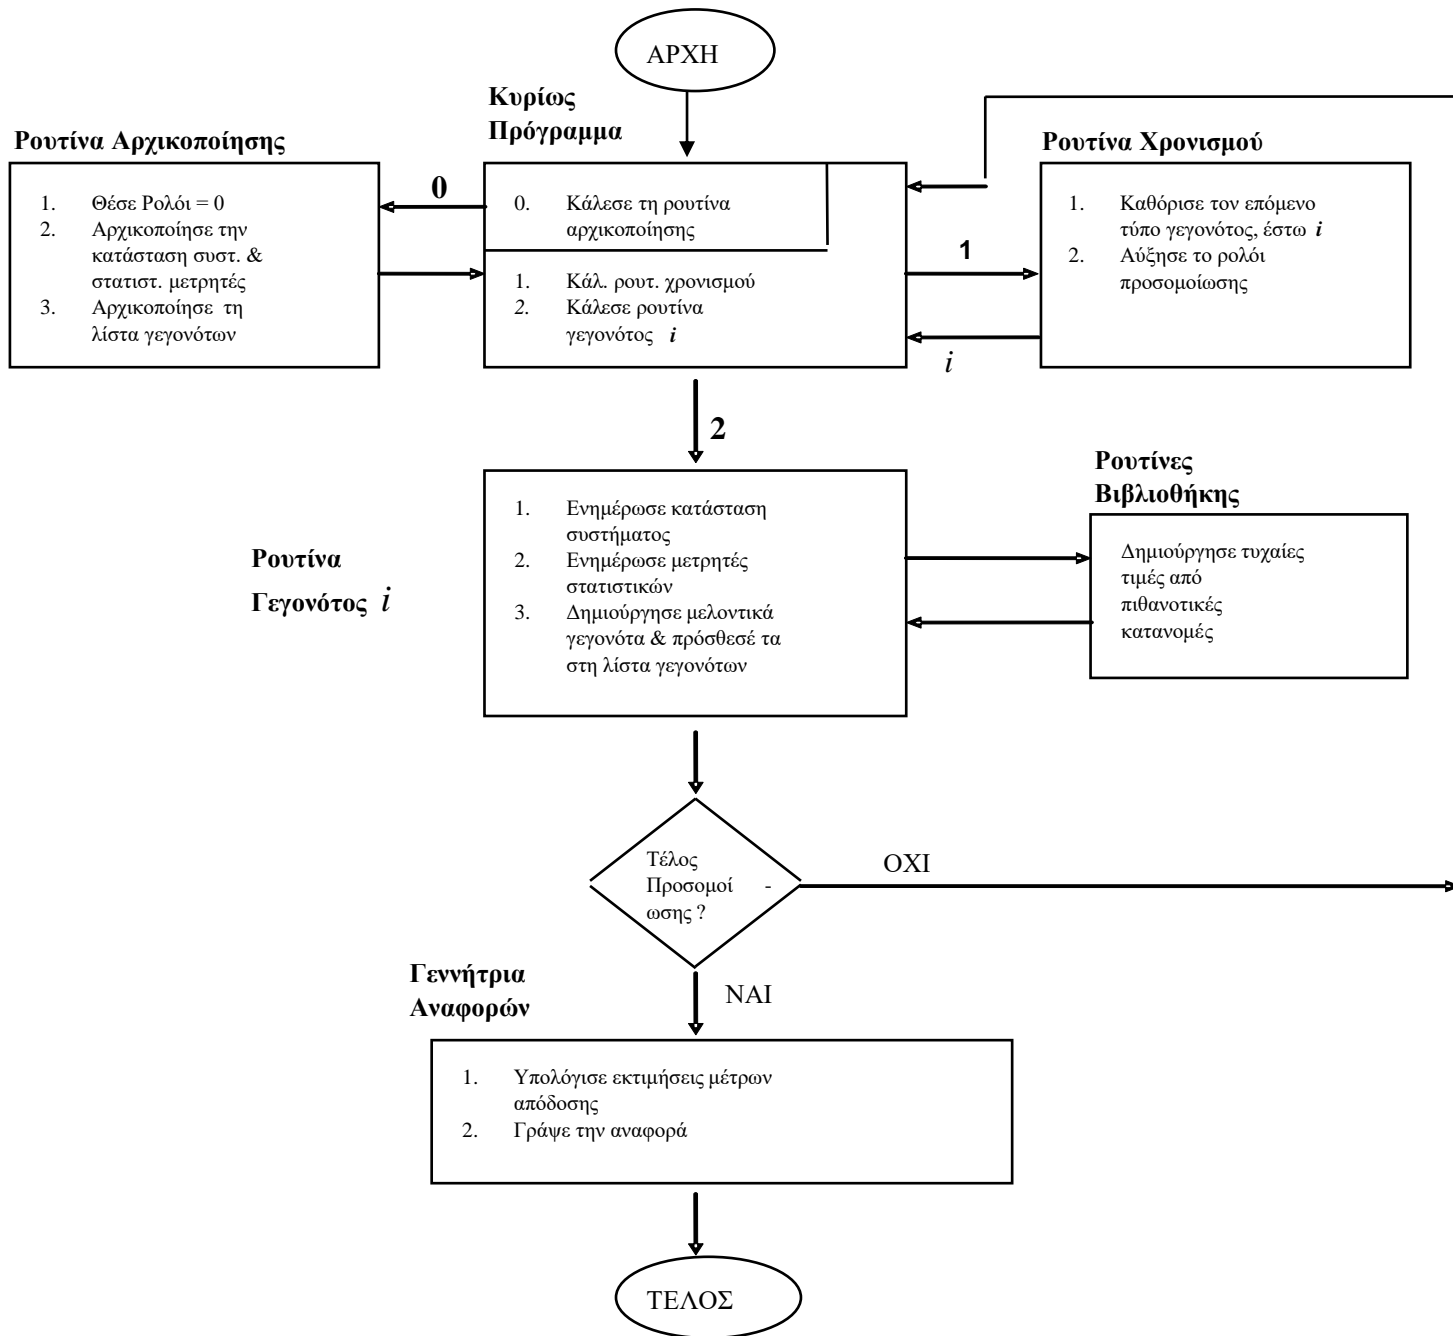 ΑΡΧΗ
Κυρίως
Πρόγραμμα
Ρουτίνα Αρχικοποίησης
1. Θέσε Ρολόι = 0
2. Αρχικοποίησε την
κατάσταση συστ. &
στατιστ. μετρητές
3. Αρχικοποίησε τη
λίστα γεγονότων
0
0. Κάλεσε τη ρουτίνα
αρχικοποίησης
1. Κάλ. ρουτ. χρονισμού
2. Κάλεσε ρουτίνα
γεγονότος i
1
i
Ρουτίνα Χρονισμού
1. Καθόρισε τον επόμενο
τύπο γεγονότος, έστω i
2. Αύξησε το ρολόι
προσομοίωσης
2
Ρουτίνα
Γεγονότος i
1. Ενημέρωσε κατάσταση
συστήματος
2. Ενημέρωσε μετρητές
στατιστικών
3. Δημιούργησε μελοντικά
γεγονότα & πρόσθεσέ τα
στη λίστα γεγονότων
Ρουτίνες
Βιβλιοθήκης
Δημιούργησε τυχαίες
τιμές από
πιθανοτικές
κατανομές
Τέλος
Προσομοί -
ωσης ?
ΟΧΙ
ΝΑΙ
Γεννήτρια
Αναφορών
1. Υπολόγισε εκτιμήσεις μέτρων
απόδοσης
2. Γράψε την αναφορά
ΤΕΛΟΣ